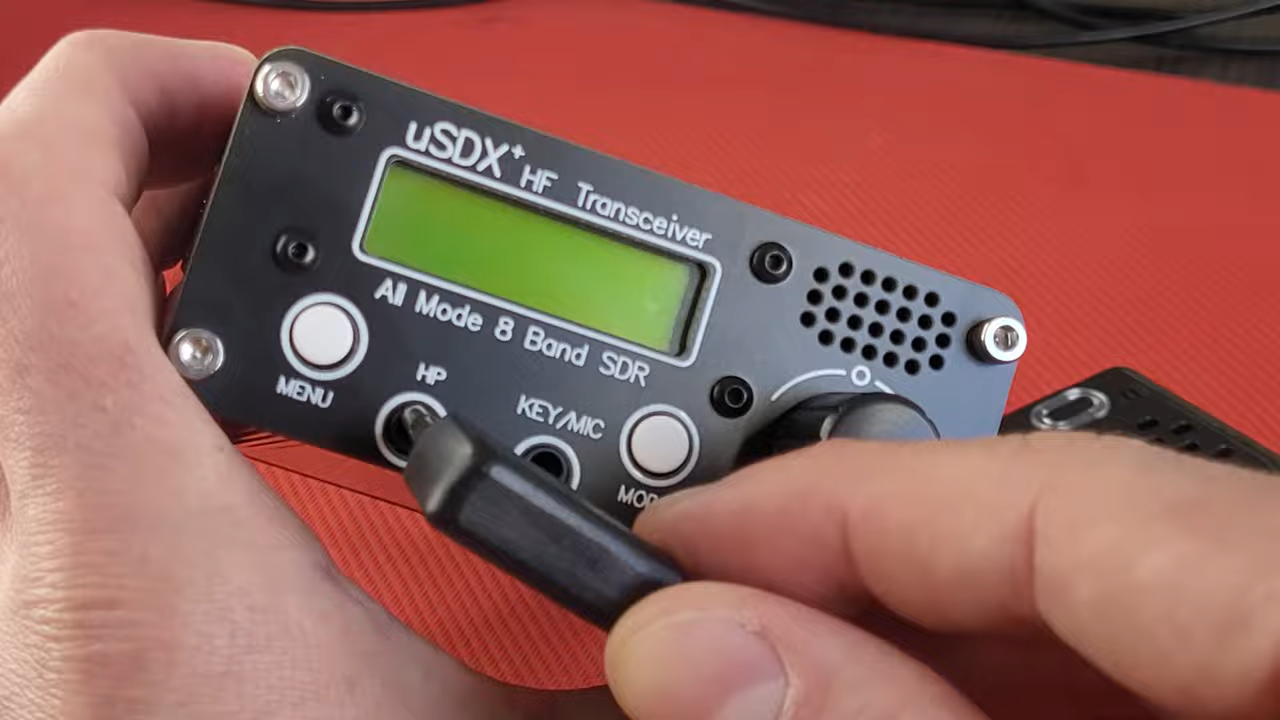 uSDX+ HF Transceiver
All Mode 8 Band SDR
MENU
HP
KEY/MIC